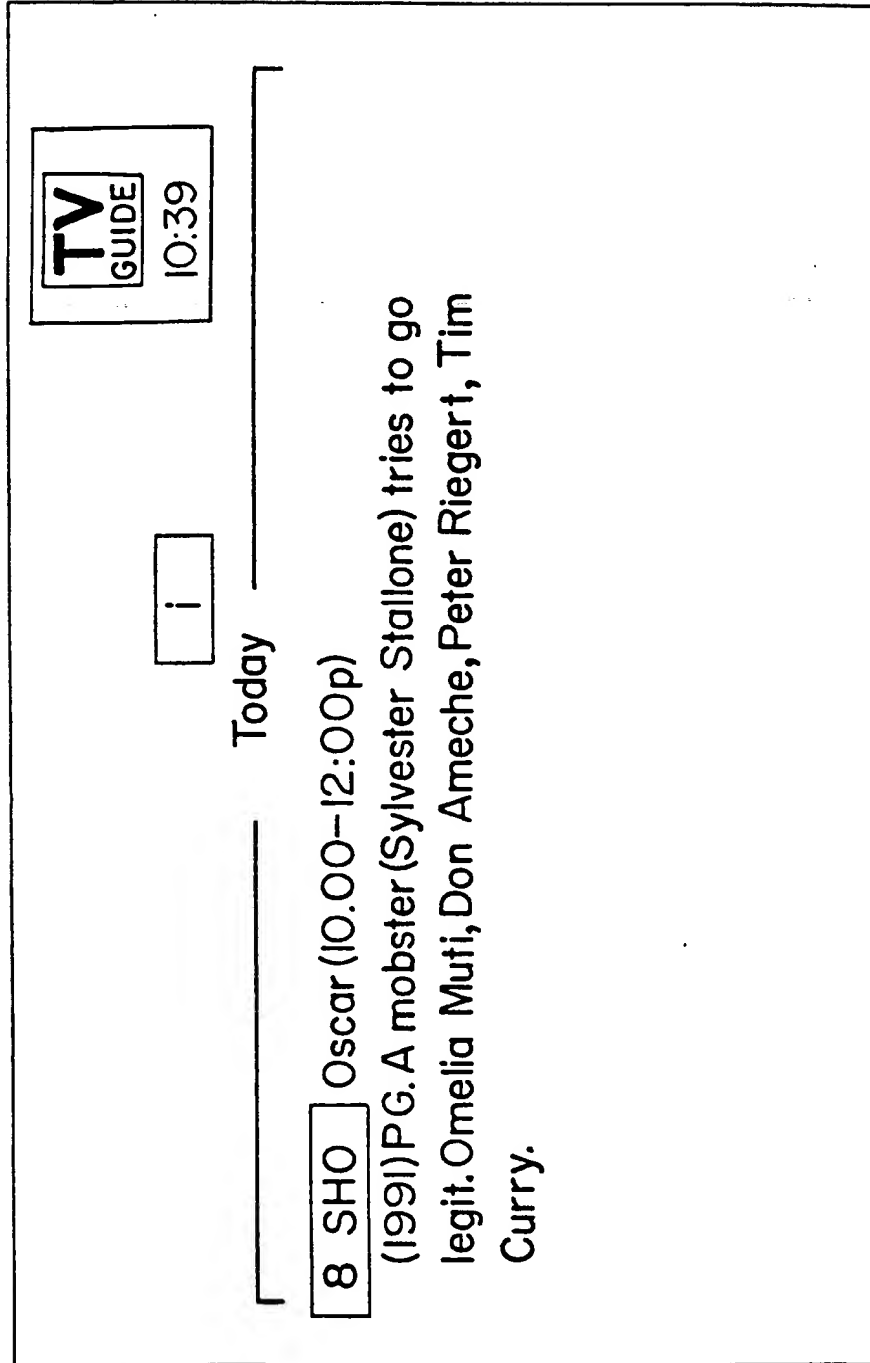 TV
GUIDE
10:39
i
Today
8 SHO Oscar (10.00-12:00p)
(1991) PG. A mobster (Sylvester Stallone) tries to go
legit. Omelia Muti, Don Ameche, Peter Riegert, Tim
Curry.